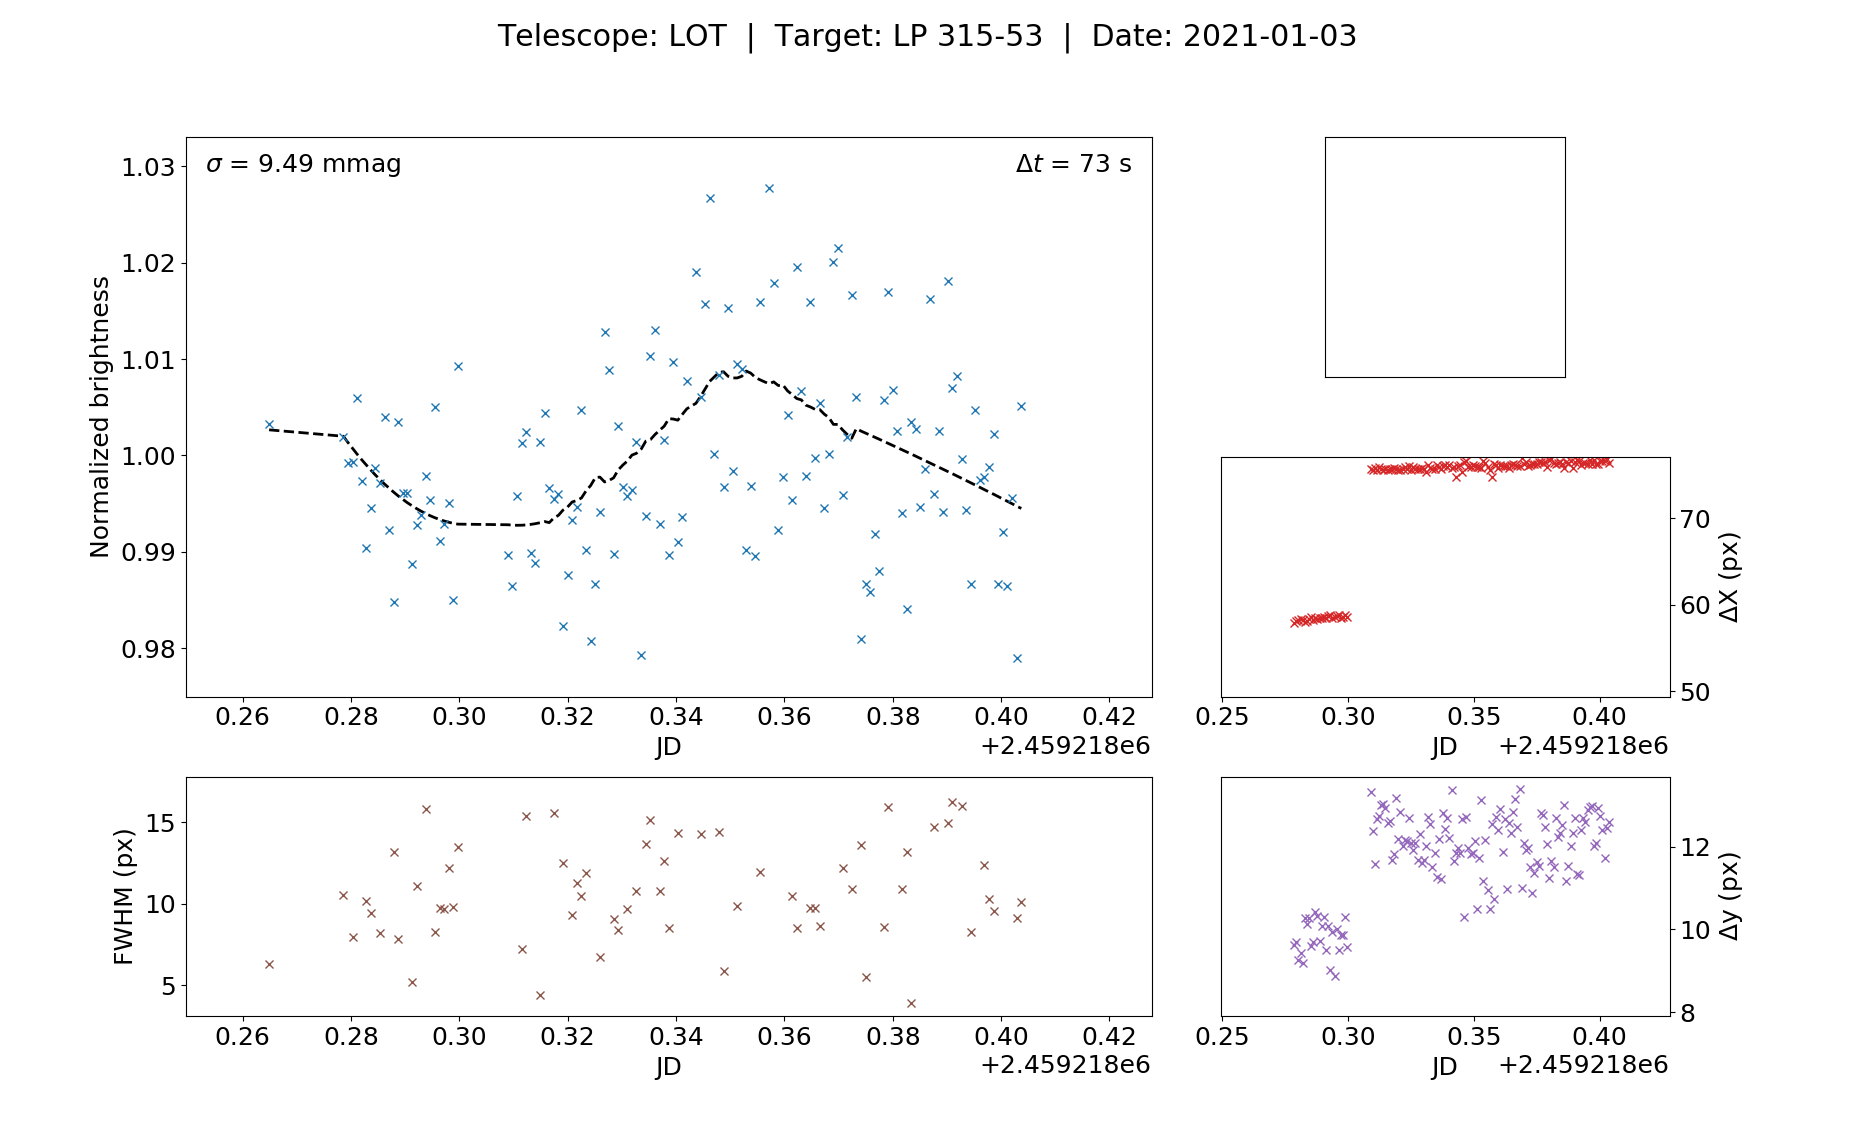 Telescope: LOT | Target: LP 315-53 | Date: 2021-01-03
σ = 9.49 mmag
Δt = 73 s
Normalized brightness
1.03
1.02
1.01
1.00
0.99
0.98
0.26 0.28 0.30 0.32 0.34 0.36 0.38 0.40 0.42
JD
+2.459218e6
70
60
50
ΔX (px)
0.25 0.30 0.35 0.40
JD
+2.459218e6
FWHM (px)
15
10
5
0.26 0.28 0.30 0.32 0.34 0.36 0.38 0.40 0.42
JD
+2.459218e6
12
10
8
Δy (px)
0.25 0.30 0.35 0.40
JD
+2.459218e6